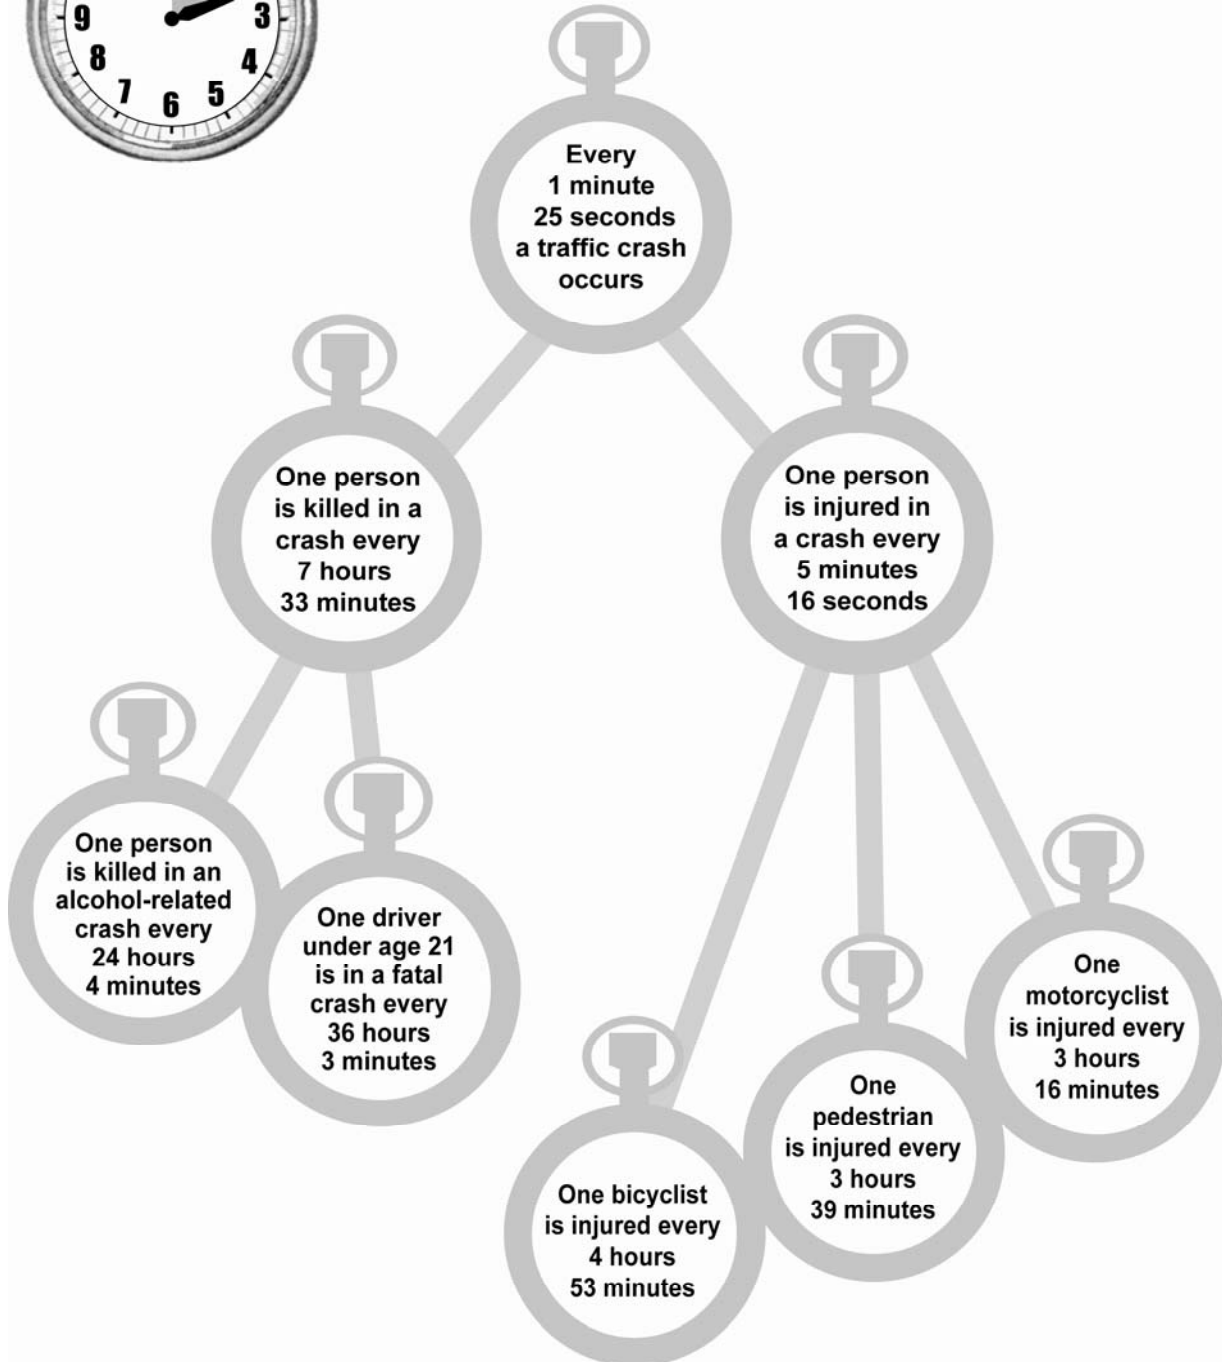 9
3
8
4
7
5
6
Every
1 minute
25 seconds
a traffic crash
occurs
One person
is killed in a
crash every
7 hours
33 minutes
One person
is injured in
a crash every
5 minutes
16 seconds
One person
is killed in an
alcohol-related
crash every
24 hours
4 minutes
One driver
under age 21
is in a fatal
crash every
36 hours
3 minutes
One bicyclist
is injured every
4 hours
53 minutes
One
pedestrian
is injured every
3 hours
39 minutes
One
motorcyclist
is injured every
3 hours
16 minutes